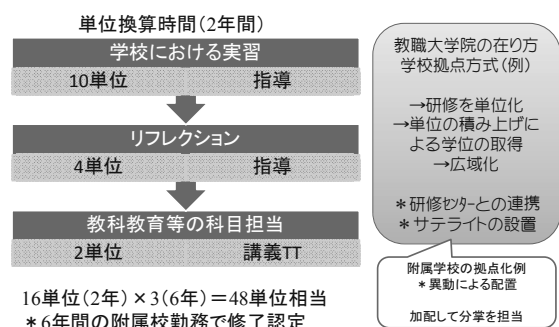 単位換算時間(2年間)
学校における実習
10単位 指導
リフレクション
4単位 指導
教科教育等の科目担当
2単位 講義TT
16単位(2年)×3(6年)=48単位相当
＊6年間の附属校勤務で修了認定
教職大学院の在り方
学校拠点方式(例)
→研修を単位化
→単位の積み上げに
よる学位の取得
→広域化
＊研修センターとの連携
＊サテライトの設置
附属学校の拠点化例
＊異動による配置
加配して分掌を担当